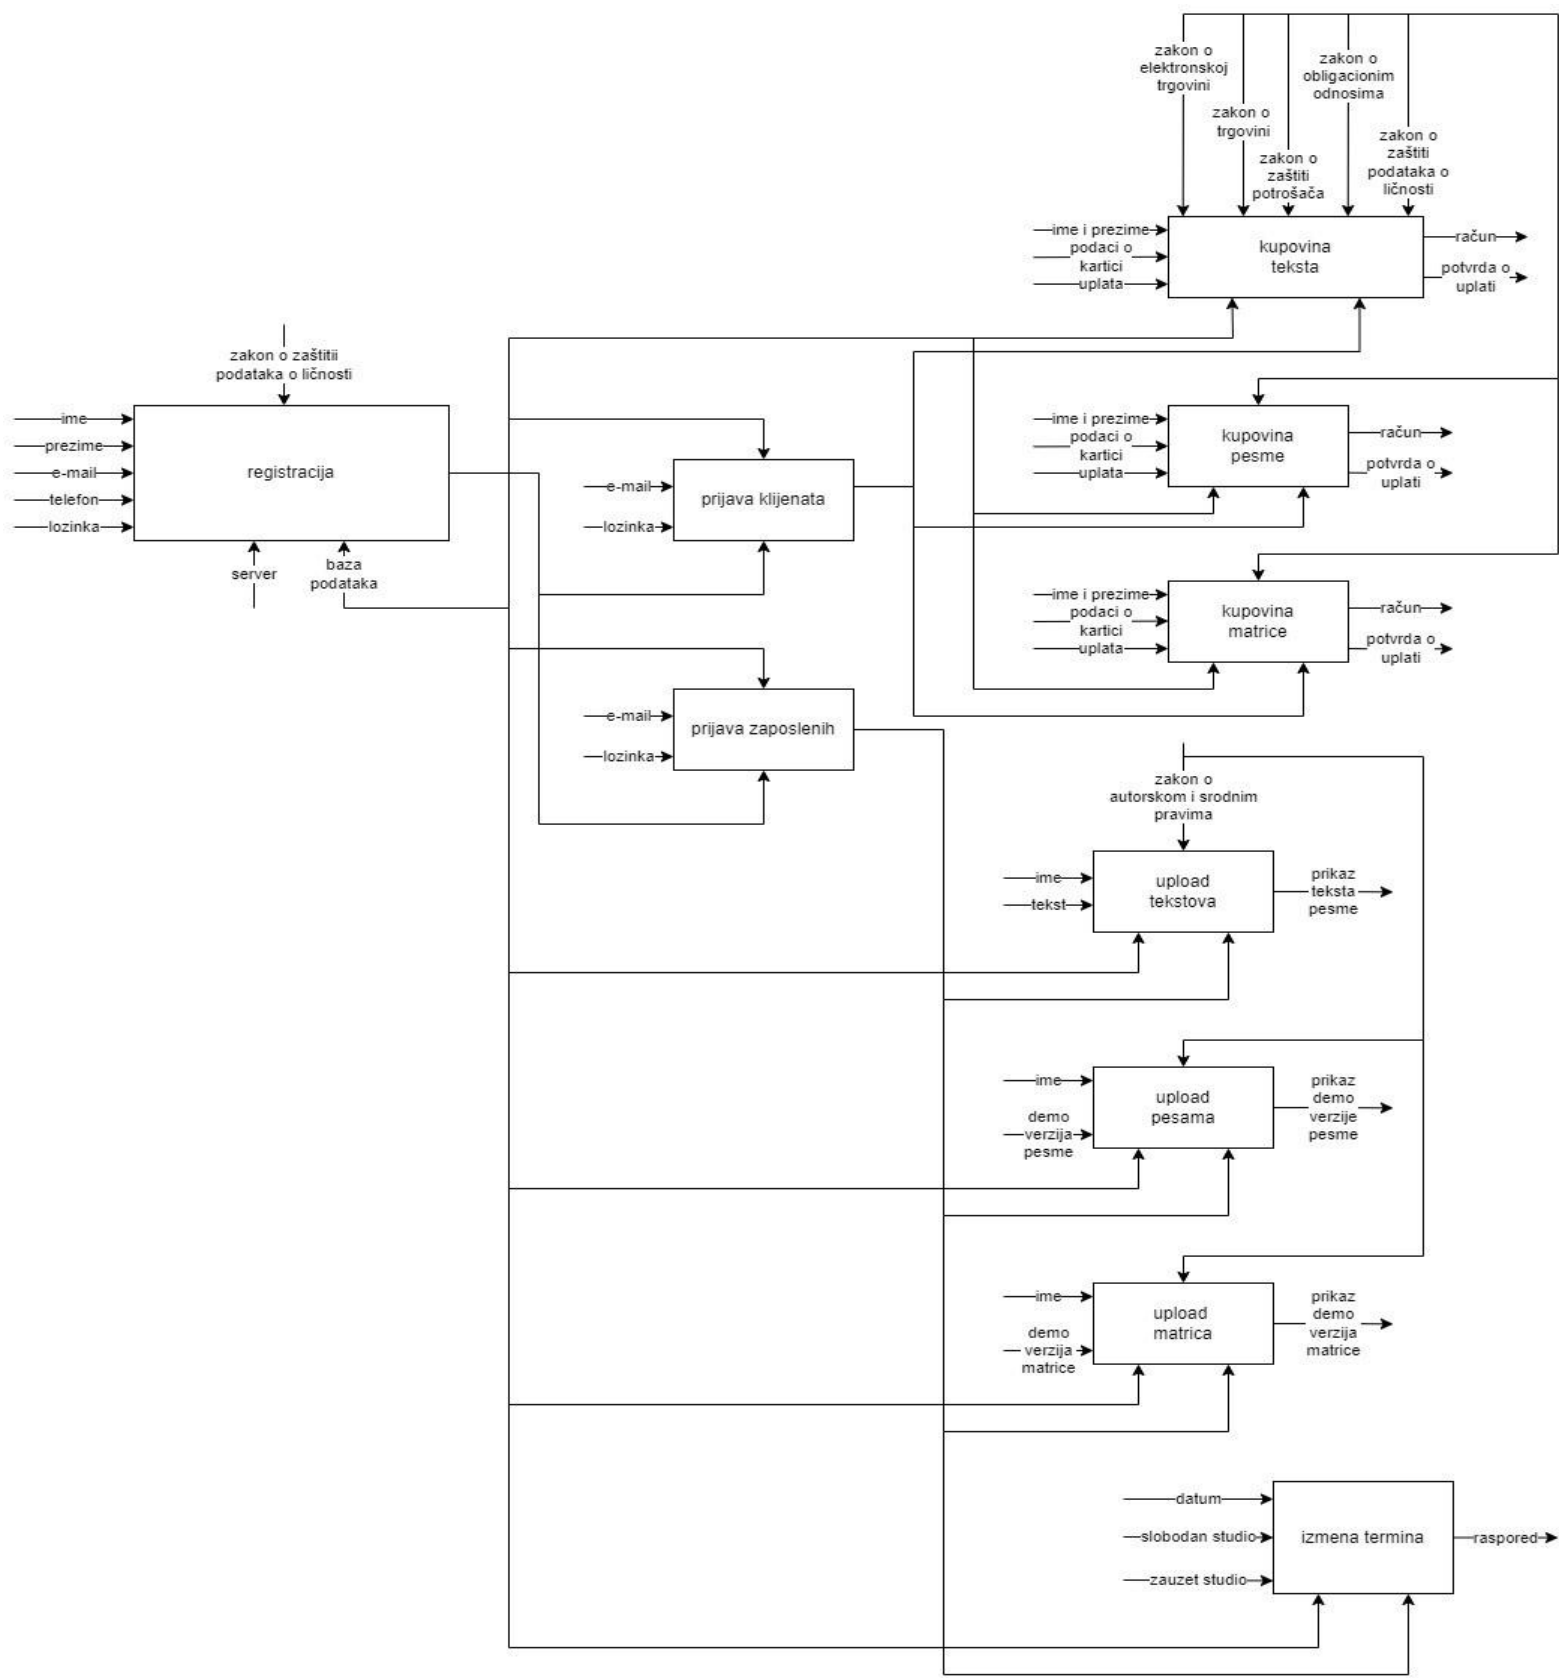 zakon o
elektronskoj
trgovini
zakon o
trgovini
zakon o
zaštiti
potrošača
zakon o
obligacionim
odnosima
zakon o
zaštiti
podataka o
ličnosti
ime i prezime
podaci o
kartici
uplata
kupovina
teksta
račun
potvrda o
uplati
zakon o zaštitii
podataka o ličnosti
ime
prezime
e-mail
telefon
lozinka
registracija
server
baza
podataka
e-mail
lozinka
prijava klijenata
ime i prezime
podaci o
kartici
uplata
kupovina
pesme
račun
potvrda o
uplati
ime i prezime
podaci o
kartici
uplata
kupovina
matrice
račun
potvrda o
uplati
e-mail
lozinka
prijava zaposlenih
zakon o
autorskom i srodnim
pravima
ime
tekst
upload
tekstova
prikaz
teksta
pesme
ime
demo
verzija
pesme
upload
pesama
prikaz
demo
verzije
pesme
ime
demo
verzija
matrice
upload
matrica
prikaz
demo
verzija
matrice
datum
slobodan studio
zauzet studio
izmena termina
raspored